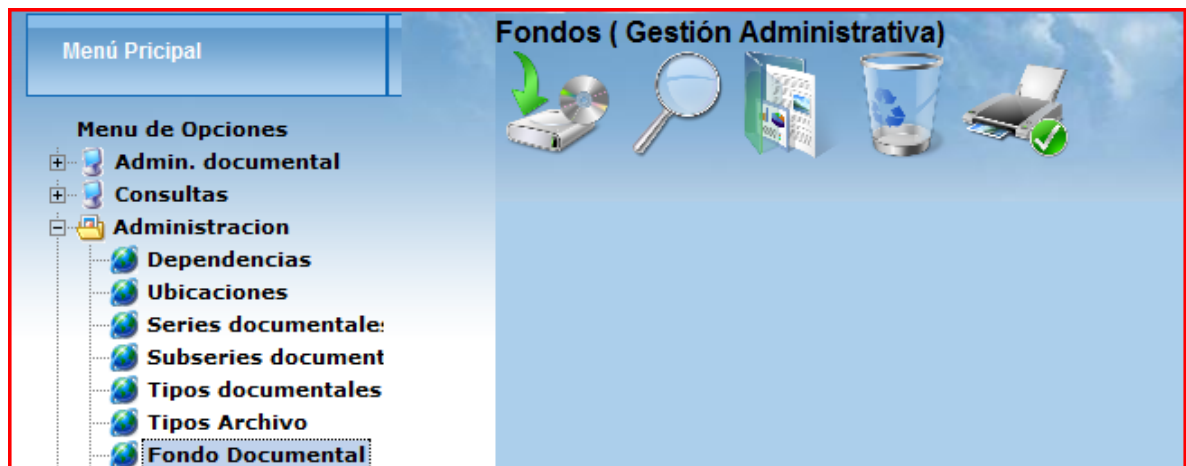 Menú Pricipal
Fondos ( Gestión Administrativa)
Menu de Opciones
Admin. documental
Consultas
Administracion
Dependencias
Ubicaciones
Series documentale
Subseries document
Tipos documentales
Tipos Archivo
Fondo Documental